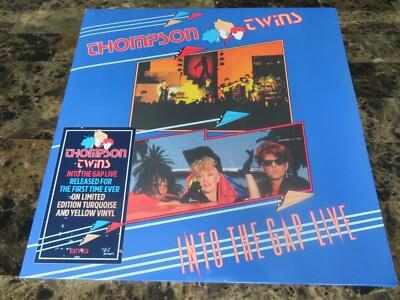 THOMPSON TWINS
THOMPSON
TWINS
INTO THE GAP LIVE
RELEASED FOR
THE FIRST TIME EVER
ON LIMITED
EDITION TURQUOISE
AND YELLOW VINYL
BMG
INTO THE GAP LIVE